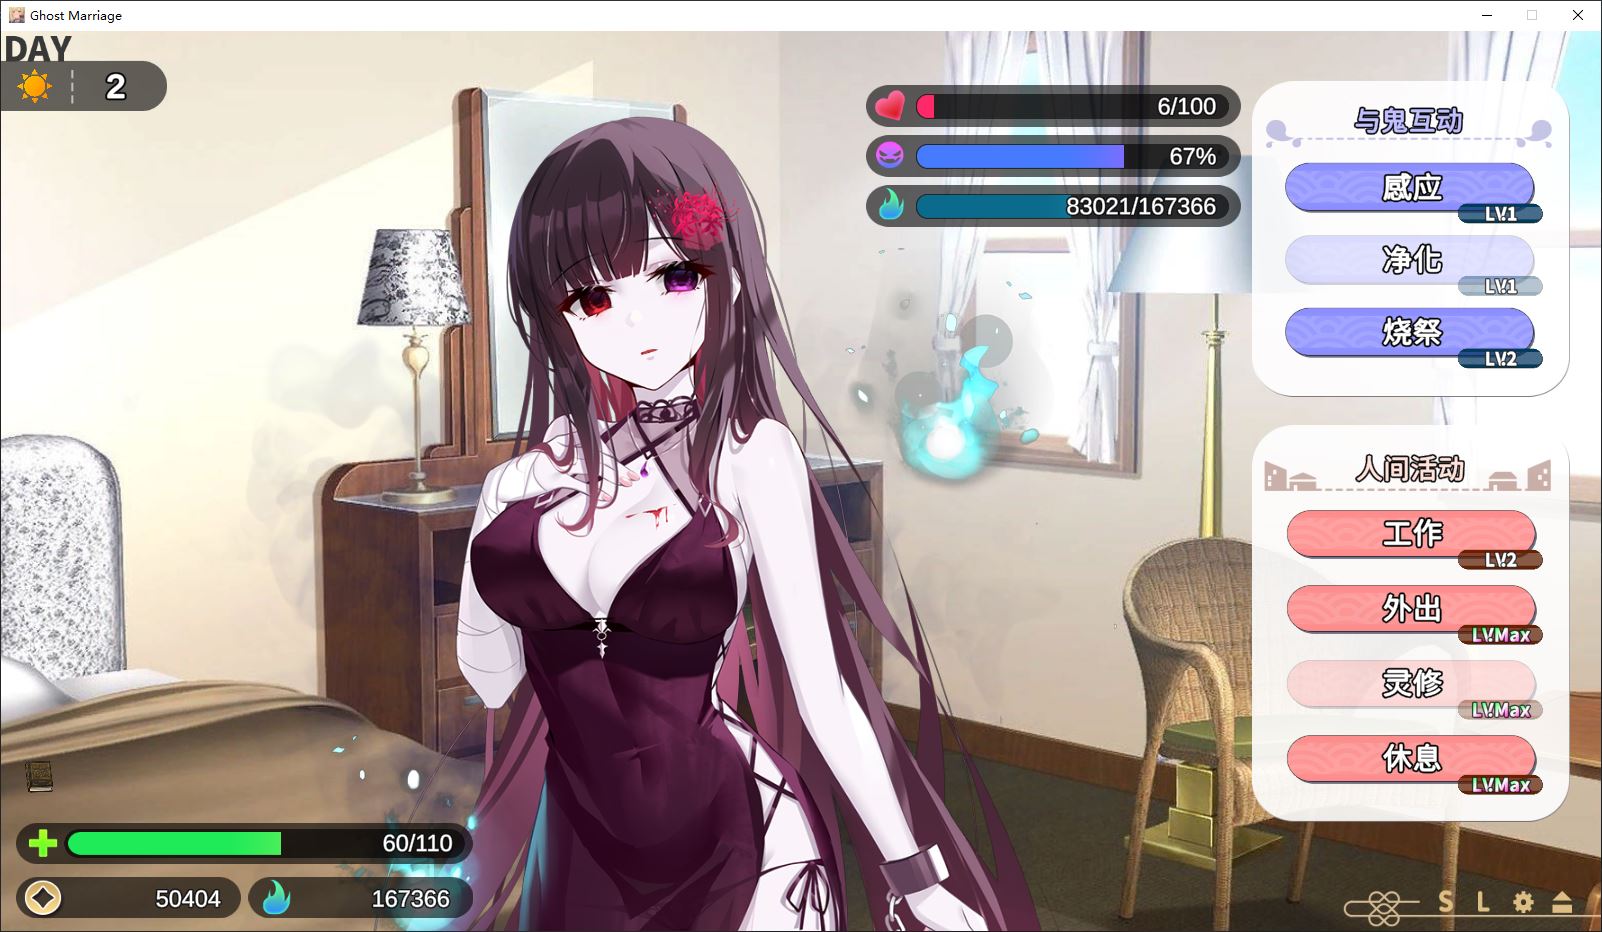 Ghost Marriage
DAY
2
6/100
67%
83021/167366
与鬼互动
感应
LV.1
净化
LV.1
烧祭
LV.2
人间活动
工作
LV.2
外出
LV.Max
灵修
LV.Max
休息
LV.Max
60/110
50404
167366
S L